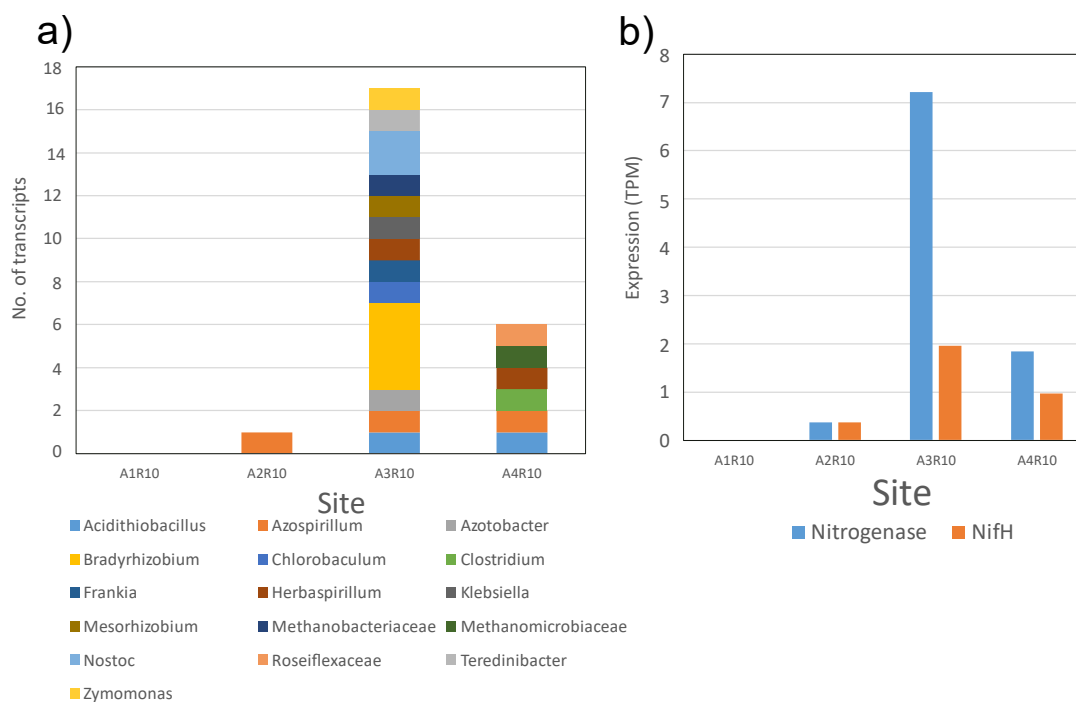 a)
No. of transcripts
18
16
14
12
10
8
6
4
2
0
A1R10 A2R10 A3R10 A4R10
Site
Acidithiobacillus Azospirillum Azotobacter
Bradyrhizobium Chlorobaculum Clostridium
Frankia Herbaspirillum Klebsiella
Mesorhizobium Methanobacteriaceae Methanomicrobiaceae
Nostoc Roseiflexaceae Teredinibacter
Zymomonas
b)
Expression (TPM)
8
7
6
5
4
3
2
1
0
A1R10 A2R10 A3R10 A4R10
Site
Nitrogenase NifH